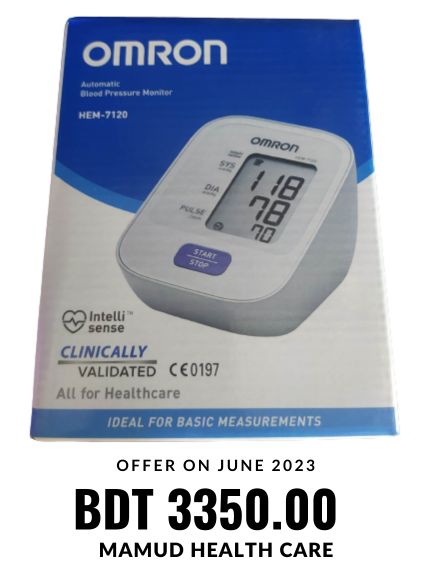 OMRON
Automatic
Blood Pressure Monitor
HEM-7120
OMRON
SYS
118
DIA
78
PULSE
70
START
STOP
Intelli™
sense
CLINICALLY
VALIDATED CE0197
All for Healthcare
IDEAL FOR BASIC MEASUREMENTS
OFFER ON JUNE 2023
BDT 3350.00
MAMUD HEALTH CARE